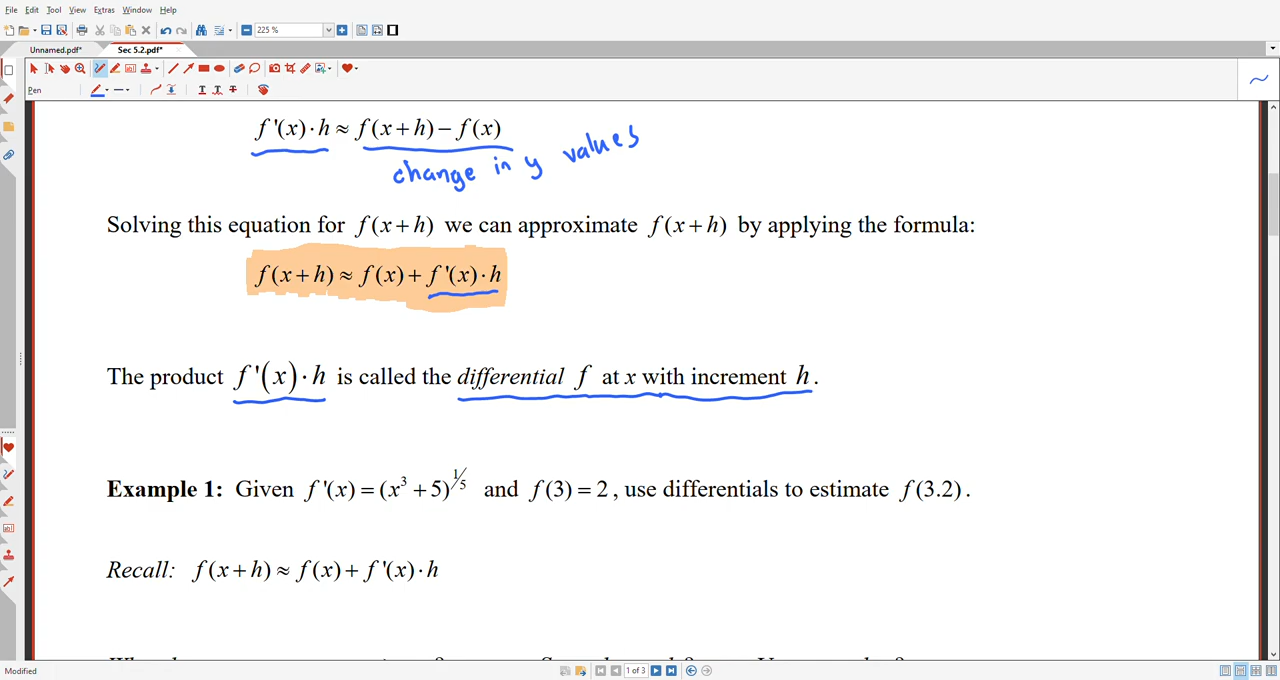 File Edit Tool View Extras Window Help
225 %
Unnamed.pdf* Sec 5.2.pdf*
Pen
f '(x)·h ≈ f(x+h) − f(x)
change in y values
Solving this equation for f(x+h) we can approximate f(x+h) by applying the formula:
f(x+h) ≈ f(x) + f '(x)·h
The product f '(x)·h is called the differential f at x with increment h.
Example 1: Given f '(x) = (x³ + 5)^(1/5) and f(3) = 2, use differentials to estimate f(3.2).
Recall: f(x+h) ≈ f(x) + f '(x)·h
Modified 1 of 3